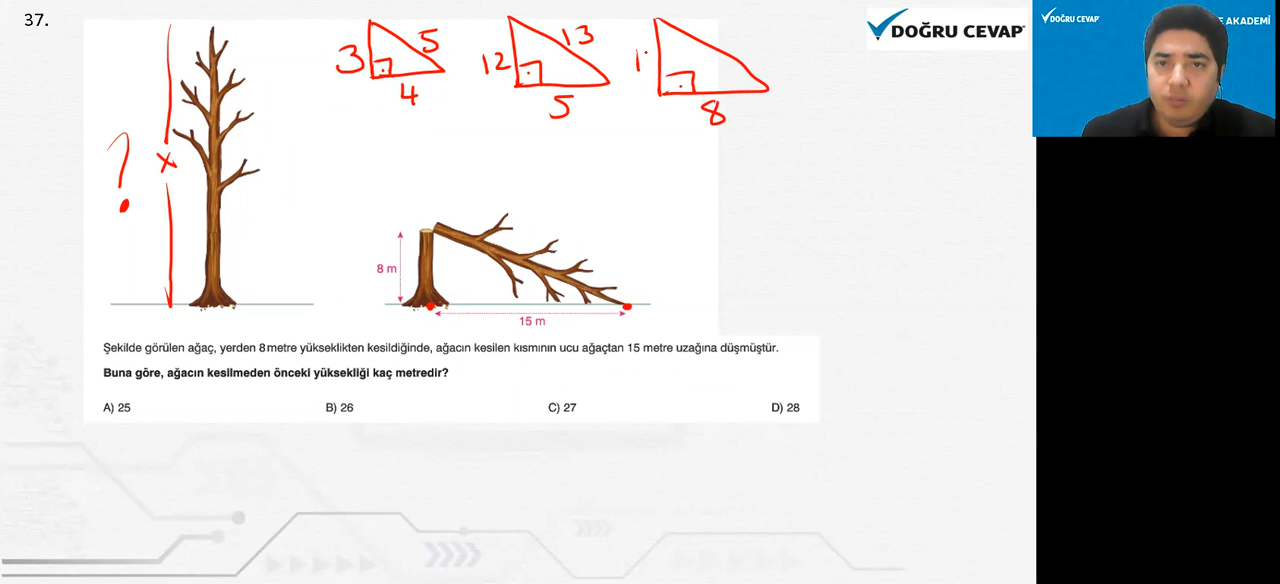 37.
3 5 4
12 13 5
1 8
DOĞRU CEVAP
DOĞRU CEVAP E AKADEMİ
? x
8 m
15 m
Şekilde görülen ağaç, yerden 8 metre yükseklikten kesildiğinde, ağacın kesilen kısmının ucu ağaçtan 15 metre uzağına düşmüştür.
Buna göre, ağacın kesilmeden önceki yüksekliği kaç metredir?
A) 25 B) 26 C) 27 D) 28